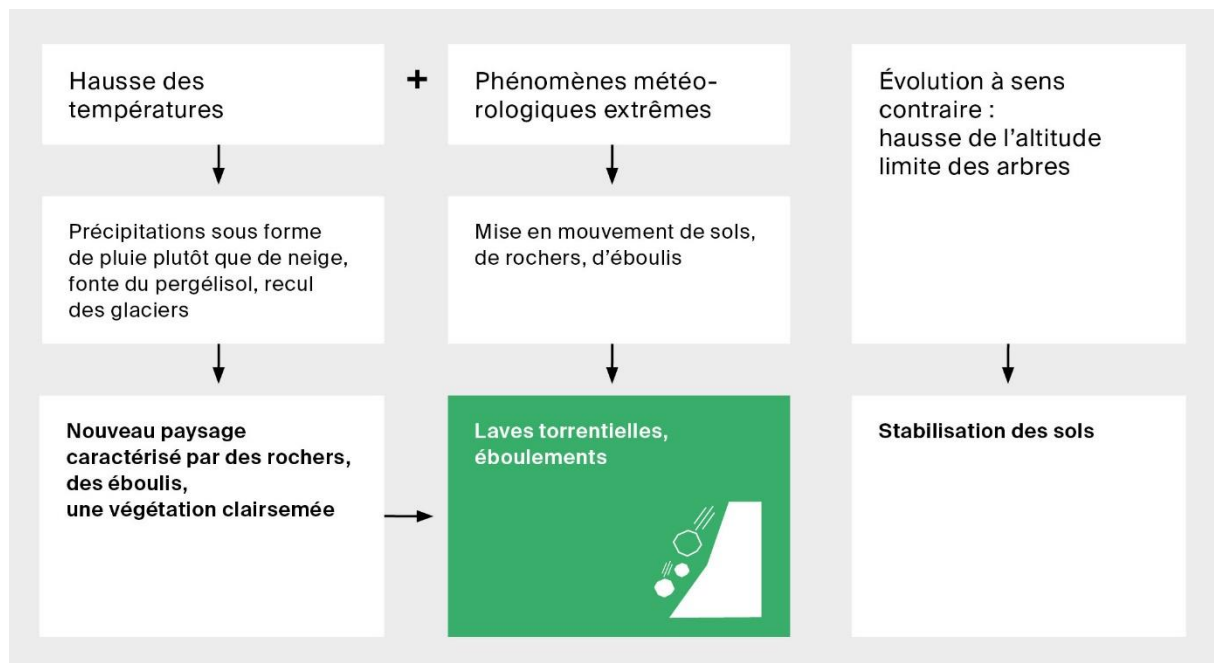 Hausse des
températures
+
Phénomènes météo-
rologiques extrêmes
Évolution à sens
contraire :
hausse de l'altitude
limite des arbres
Précipitations sous forme
de pluie plutôt que de neige,
fonte du pergélisol, recul
des glaciers
Mise en mouvement de sols,
de rochers, d'éboulis
Nouveau paysage
caractérisé par des rochers,
des éboulis,
une végétation clairsemée
Laves torrentielles,
éboulements
Stabilisation des sols